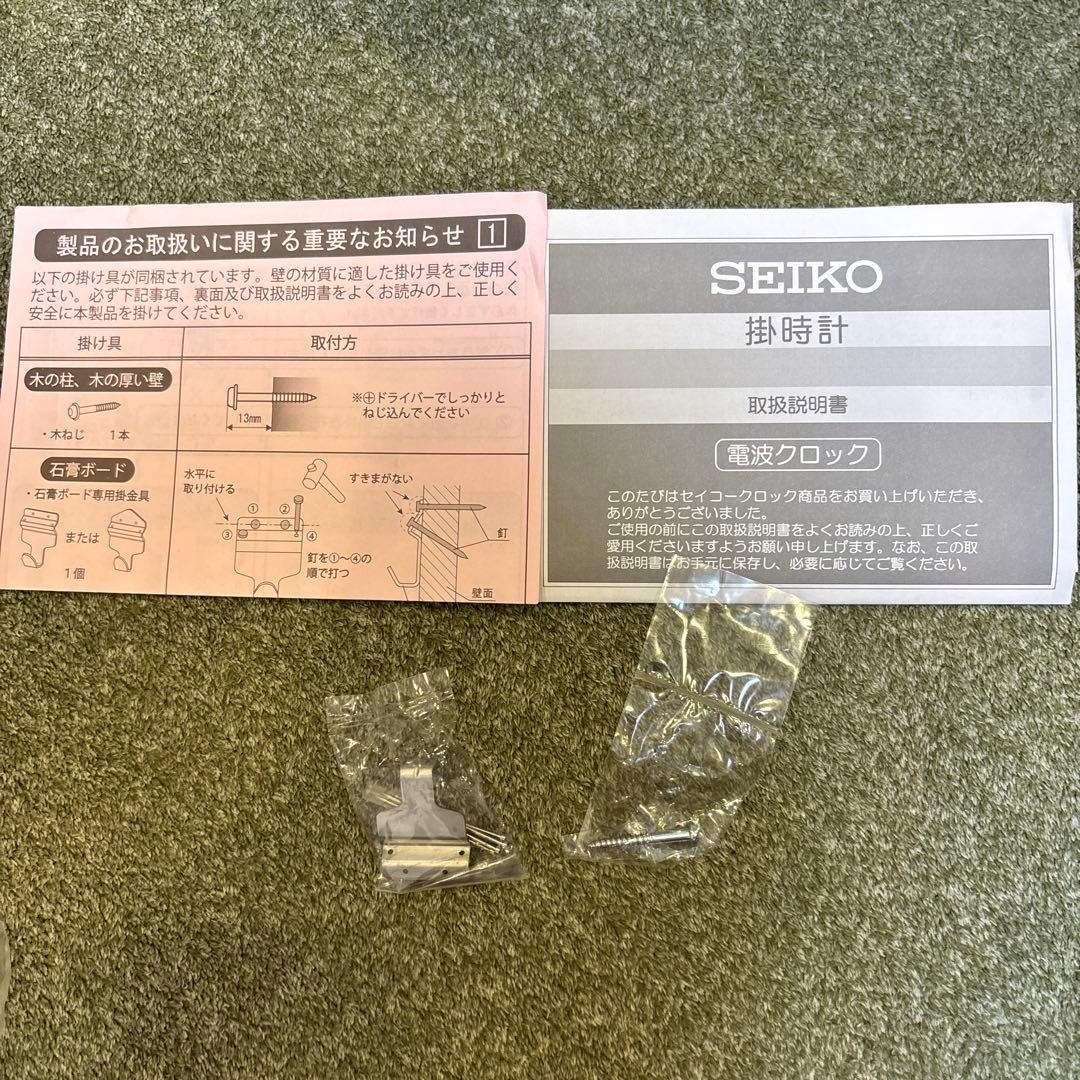 製品のお取扱いに関する重要なお知らせ 1
以下の掛け具が同梱されています。壁の材質に適した掛け具をご使用く
ださい。必ず下記事項、裏面及び取扱説明書をよくお読みの上、正しく
安全に本製品を掛けてください。
掛け具 取付方
木の柱、木の厚い壁
・木ねじ 1本
13mm
※⊕ドライバーでしっかりと
ねじ込んでください
石膏ボード
・石膏ボード専用掛金具
または
1個
水平に
取り付ける
① ②
③ ④
釘を①〜④の
順で打つ
すきまがない
釘
壁面
SEIKO
掛時計
取扱説明書
電波クロック
このたびはセイコークロック商品をお買い上げいただき、
ありがとうございました。
ご使用の前にこの取扱説明書をよくお読みの上、正しくご
愛用くださいますようお願い申し上げます。なお、この取
扱説明書はお手元に保存し、必要に応じてご覧ください。